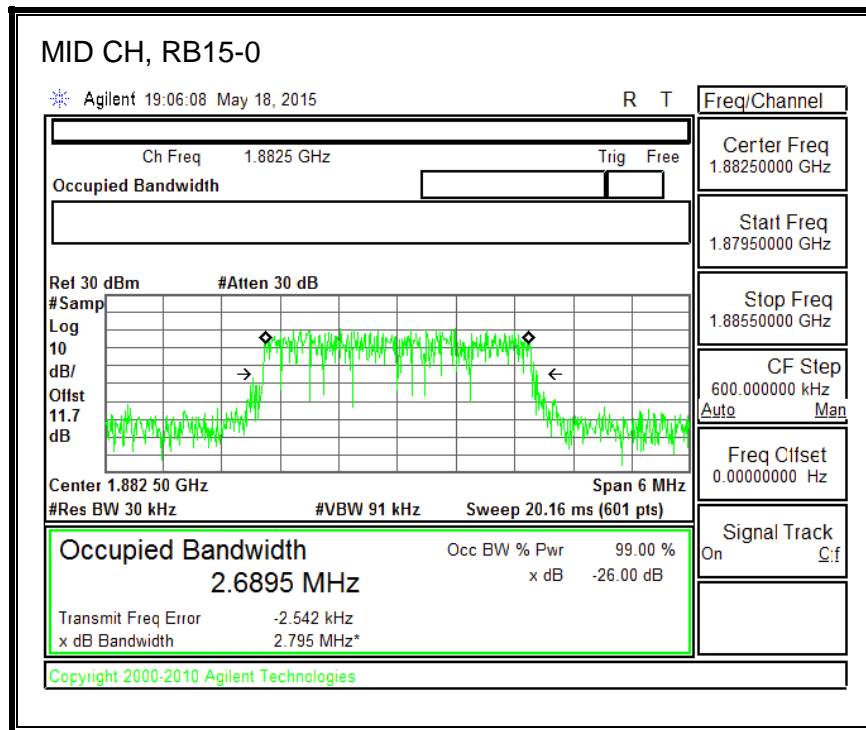 MID CH, RB15-0
Agilent 19:06:08 May 18, 2015 R T
Ch Freq 1.8825 GHz Trig Free
Occupied Bandwidth
Ref 30 dBm #Atten 30 dB
#Samp
Log
10
dB/
Offst
11.7
dB
Center 1.882 50 GHz Span 6 MHz
#Res BW 30 kHz #VBW 91 kHz Sweep 20.16 ms (601 pts)
Occupied Bandwidth
2.6895 MHz
Occ BW % Pwr 99.00 %
x dB -26.00 dB
Transmit Freq Error -2.542 kHz
x dB Bandwidth 2.795 MHz*
Copyright 2000-2010 Agilent Technologies
Freq/Channel
Center Freq
1.88250000 GHz
Start Freq
1.87950000 GHz
Stop Freq
1.88550000 GHz
CF Step
600.000000 kHz
Auto Man
Freq Offset
0.00000000 Hz
Signal Track
On Off